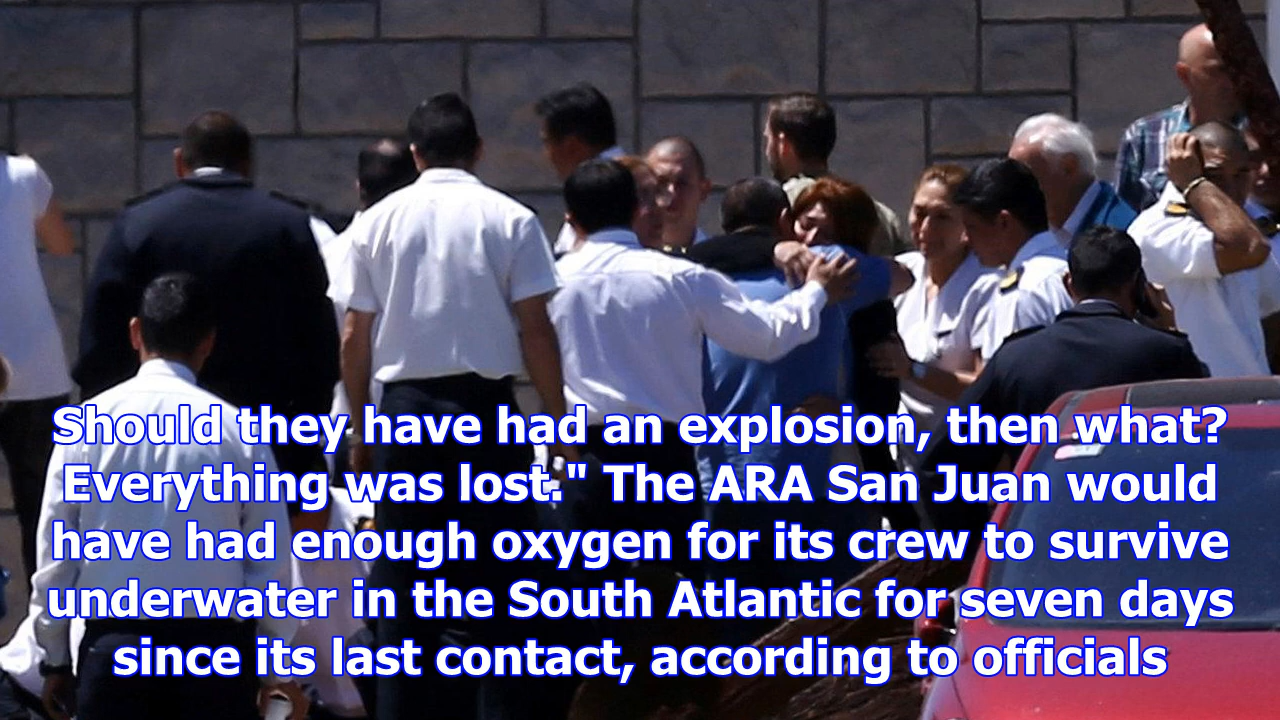 Should they have had an explosion, then what?
Everything was lost." The ARA San Juan would
have had enough oxygen for its crew to survive
underwater in the South Atlantic for seven days
since its last contact, according to officials